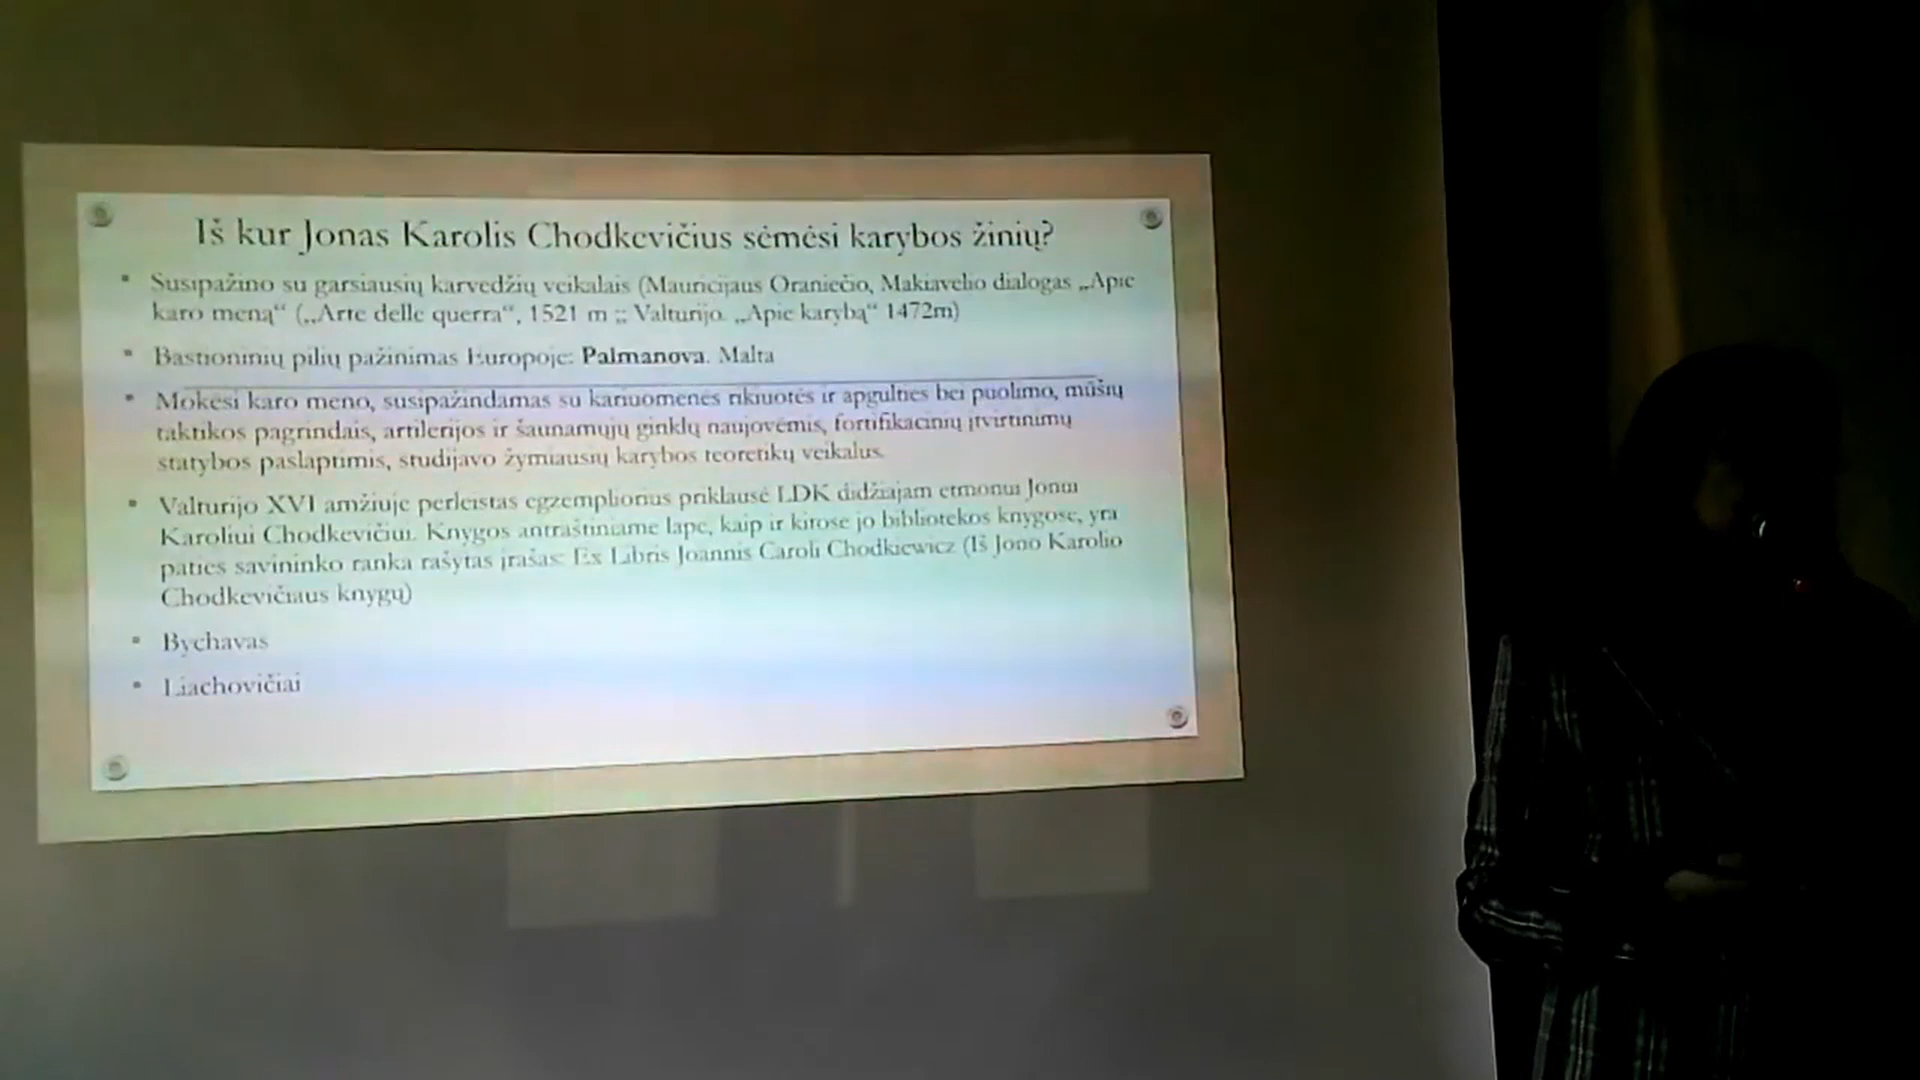 Iš kur Jonas Karolis Chodkevičius sėmėsi karybos žinių?
Susipažino su garsiausių karvedžių veikalais (Mauricijaus Oraniečio, Makiavelio dialogas „Apie
karo meną“ („Arte delle querra“, 1521 m ;; Valturijo. „Apie karybą“ 1472m)
Bastioninių pilių pažinimas Europoje: Palmanova. Malta
Mokėsi karo meno, susipažindamas su kariuomenės rikiuotės ir apgulties bei puolimo, mūšių
taktikos pagrindais, artilerijos ir šaunamųjų ginklų naujovėmis, fortifikacinių įtvirtinimų
statybos paslaptimis, studijavo žymiausių karybos teoretikų veikalus.
Valturijo XVI amžiuje perleistas egzempliorius priklausė LDK didžiajam etmonui Jonui
Karoliui Chodkevičiui. Knygos antraštiniame lape, kaip ir kitose jo bibliotekos knygose, yra
paties savininko ranka rašytas įrašas: Ex Libris Joannis Caroli Chodkiewicz (Iš Jono Karolio
Chodkevičiaus knygų)
Bychavas
Liachovičiai